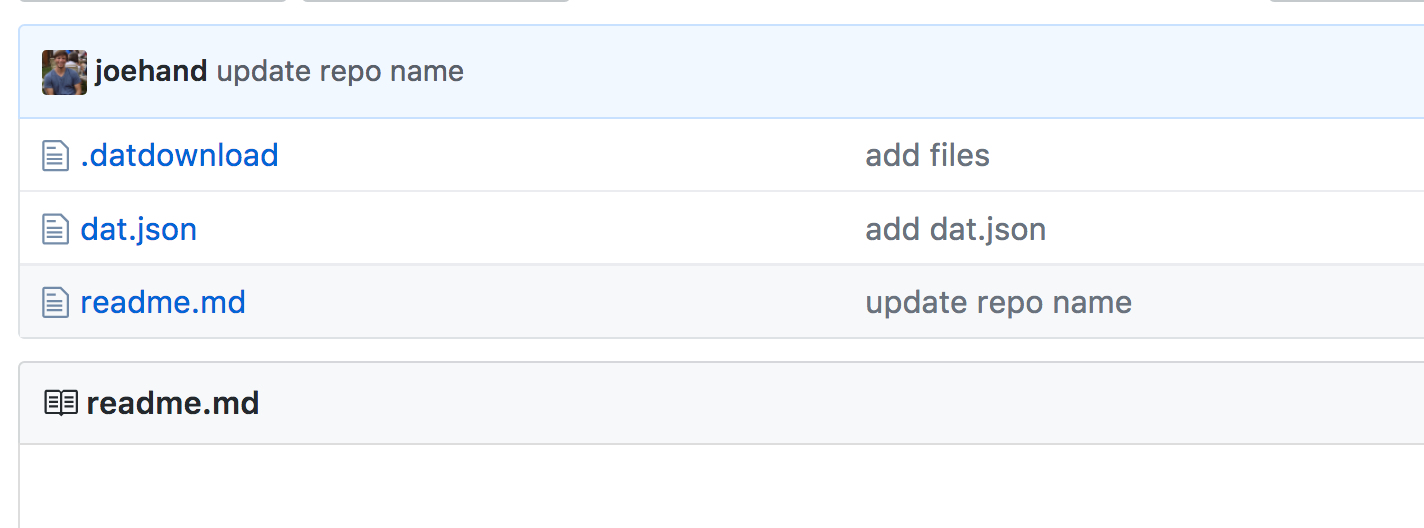 joehand update repo name
.datdownload add files
dat.json add dat.json
readme.md update repo name
readme.md